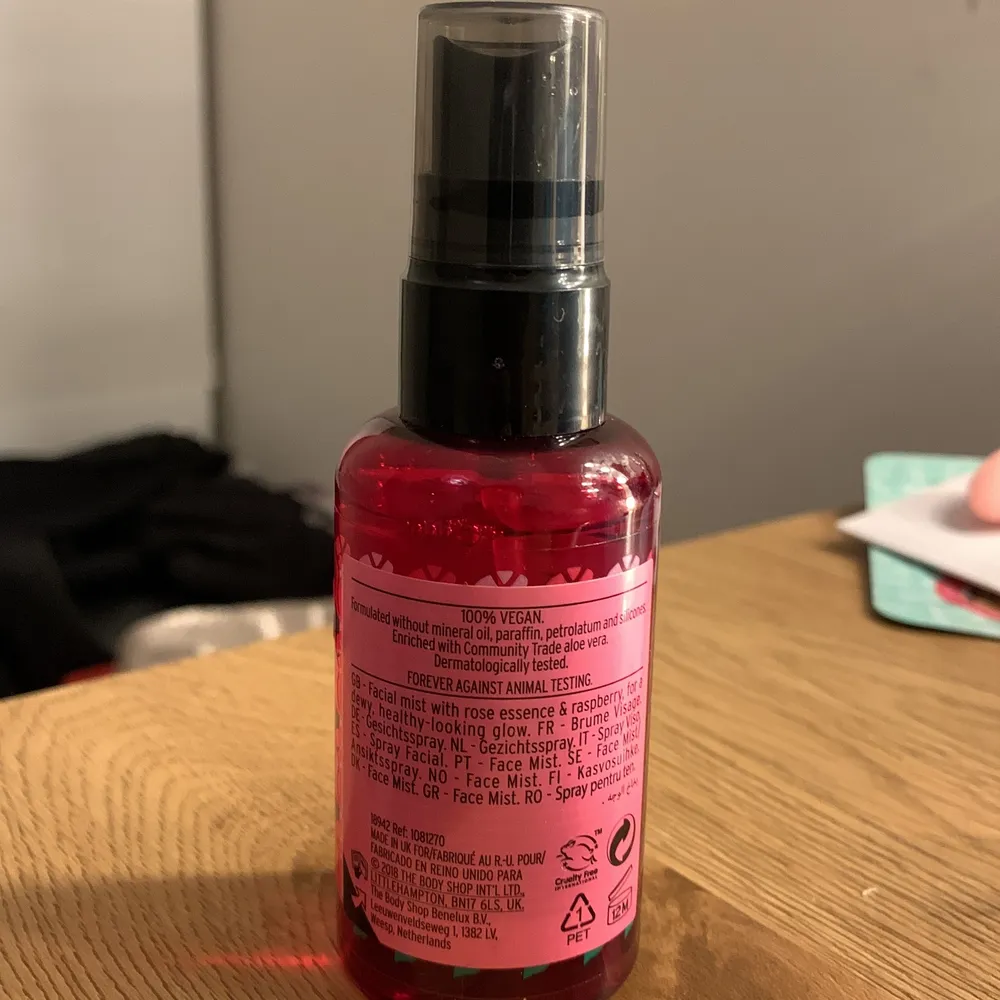 100% VEGAN.
Formulated without mineral oil, paraffin, petrolatum and silicones.
Enriched with Community Trade aloe vera.
Dermatologically tested.
FOREVER AGAINST ANIMAL TESTING.
GB - Facial mist with rose essence & raspberry, for a
dewy, healthy-looking glow. FR - Brume Visage.
DE - Gesichtsspray. NL - Gezichtsspray. IT - Spray Viso.
ES - Spray Facial. PT - Face Mist. SE - Face Mist/
Ansiktsspray. NO - Face Mist. FI - Kasvosuihke.
DK - Face Mist. GR - Face Mist. RO - Spray pentru ten.
18942 Ref: 1081270
MADE IN UK FOR/FABRIQUÉ AU R.-U. POUR/
FABRICADO EN REINO UNIDO PARA
© 2018 THE BODY SHOP INT'L LTD.,
LITTLEHAMPTON, BN17 6LS, UK.
The Body Shop Benelux B.V.,
Leeuwenveldseweg 1, 1382 LV,
Weesp, Netherlands
TM
Cruelty Free
INTERNATIONAL
1
PET
12M